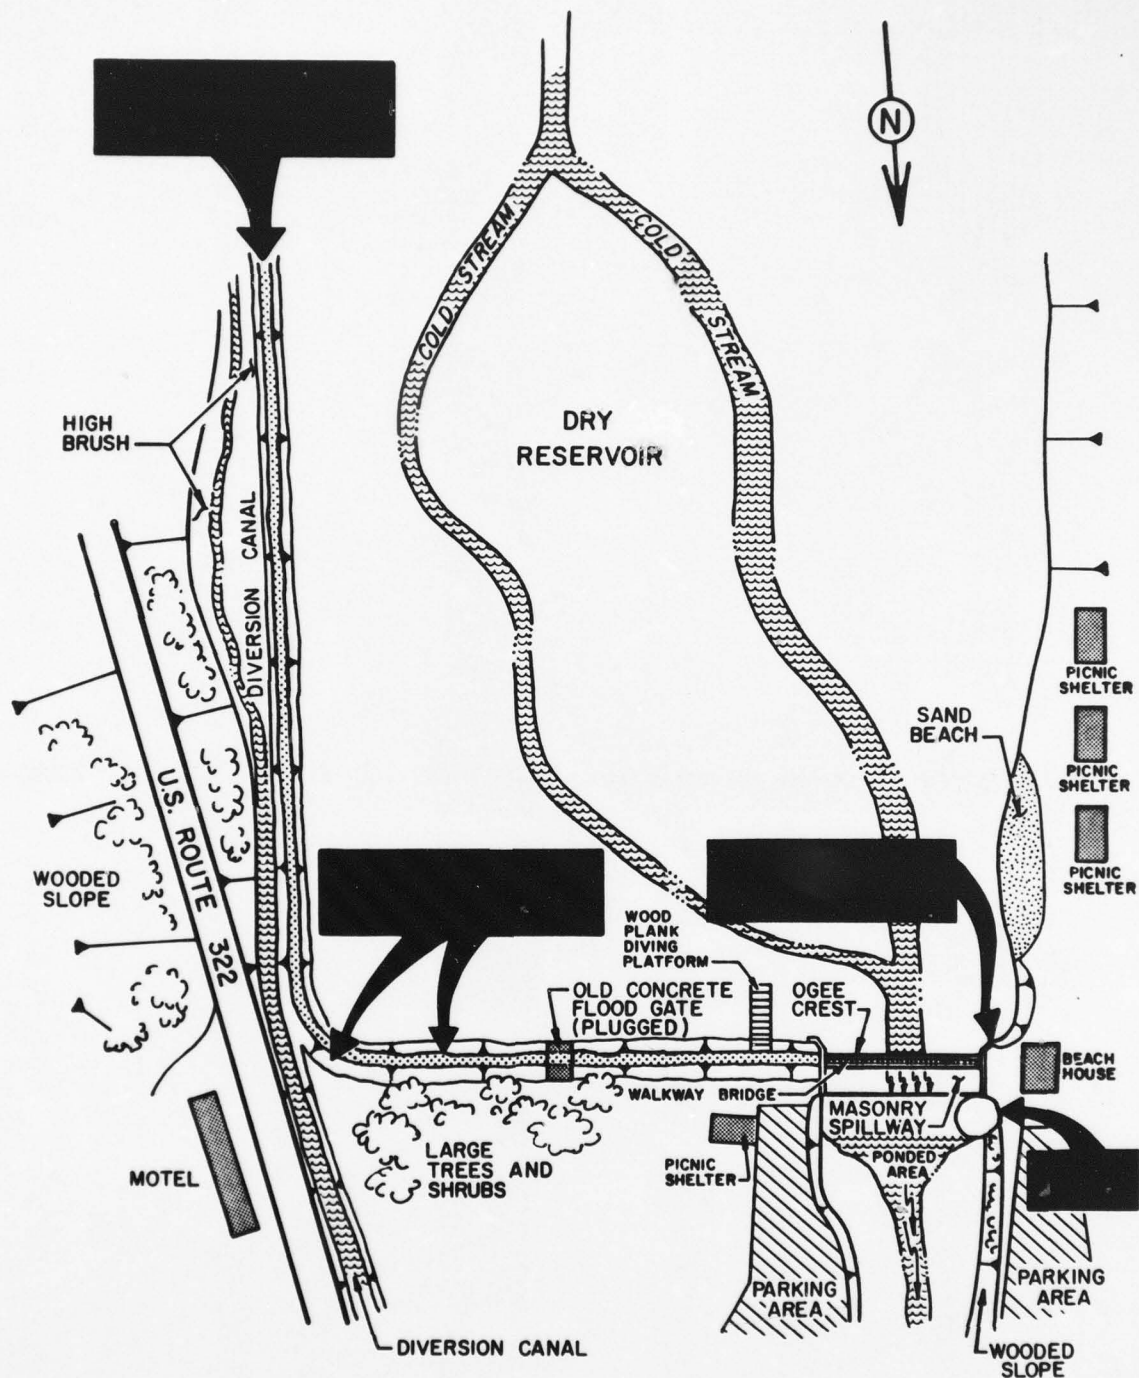 N
COLD STREAM
COLD STREAM
HIGH
BRUSH
DRY
RESERVOIR
DIVERSION CANAL
PICNIC
SHELTER
SAND
BEACH
PICNIC
SHELTER
U.S. ROUTE 322
WOODED
SLOPE
PICNIC
SHELTER
WOOD
PLANK
DIVING
PLATFORM
OLD CONCRETE
FLOOD GATE
(PLUGGED)
OGEE
CREST
BEACH
HOUSE
WALKWAY BRIDGE
MASONRY
SPILLWAY
LARGE
TREES AND
SHRUBS
PONDED
AREA
PICNIC
SHELTER
MOTEL
PARKING
AREA
PARKING
AREA
DIVERSION CANAL
WOODED
SLOPE